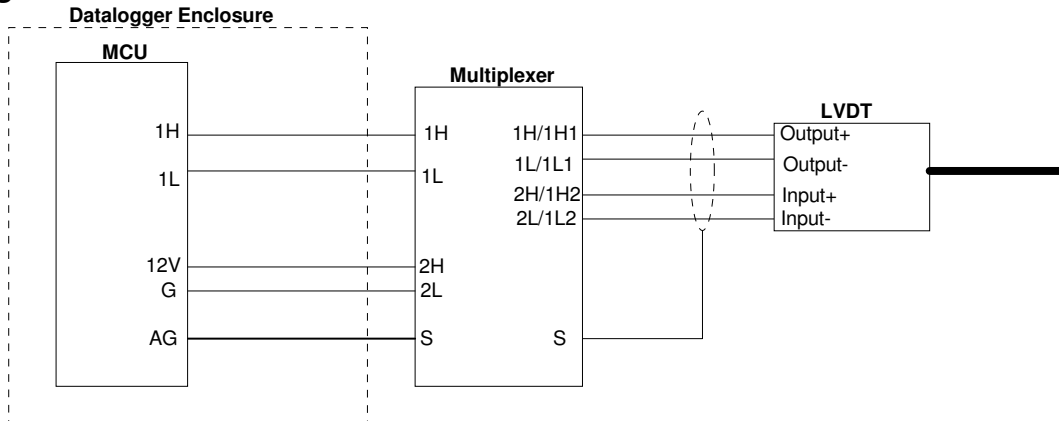 Datalogger Enclosure
MCU
1H
1L
12V
G
AG
Multiplexer
1H
1L
2H
2L
S
1H/1H1
1L/1L1
2H/1H2
2L/1L2
S
LVDT
Output+
Output-
Input+
Input-